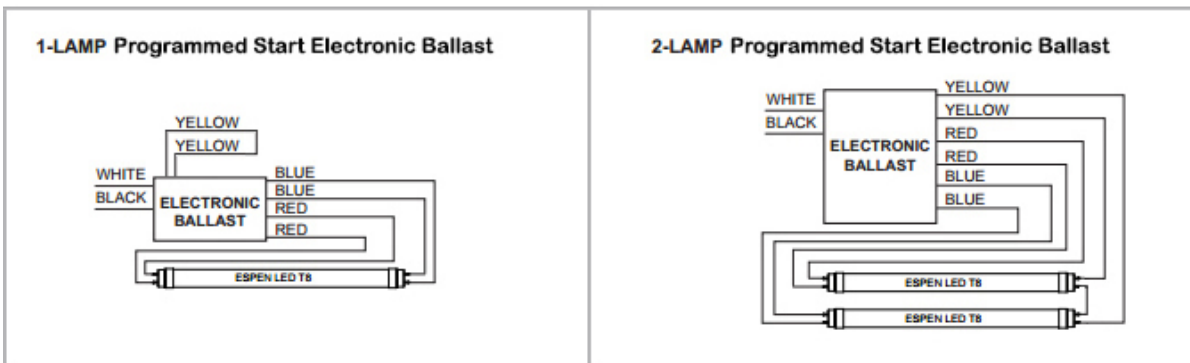 1-LAMP Programmed Start Electronic Ballast
YELLOW
YELLOW
WHITE
BLACK
ELECTRONIC
BALLAST
BLUE
BLUE
RED
RED
ESPEN LED T8
2-LAMP Programmed Start Electronic Ballast
WHITE
BLACK
ELECTRONIC
BALLAST
YELLOW
YELLOW
RED
RED
BLUE
BLUE
ESPEN LED T8
ESPEN LED T8